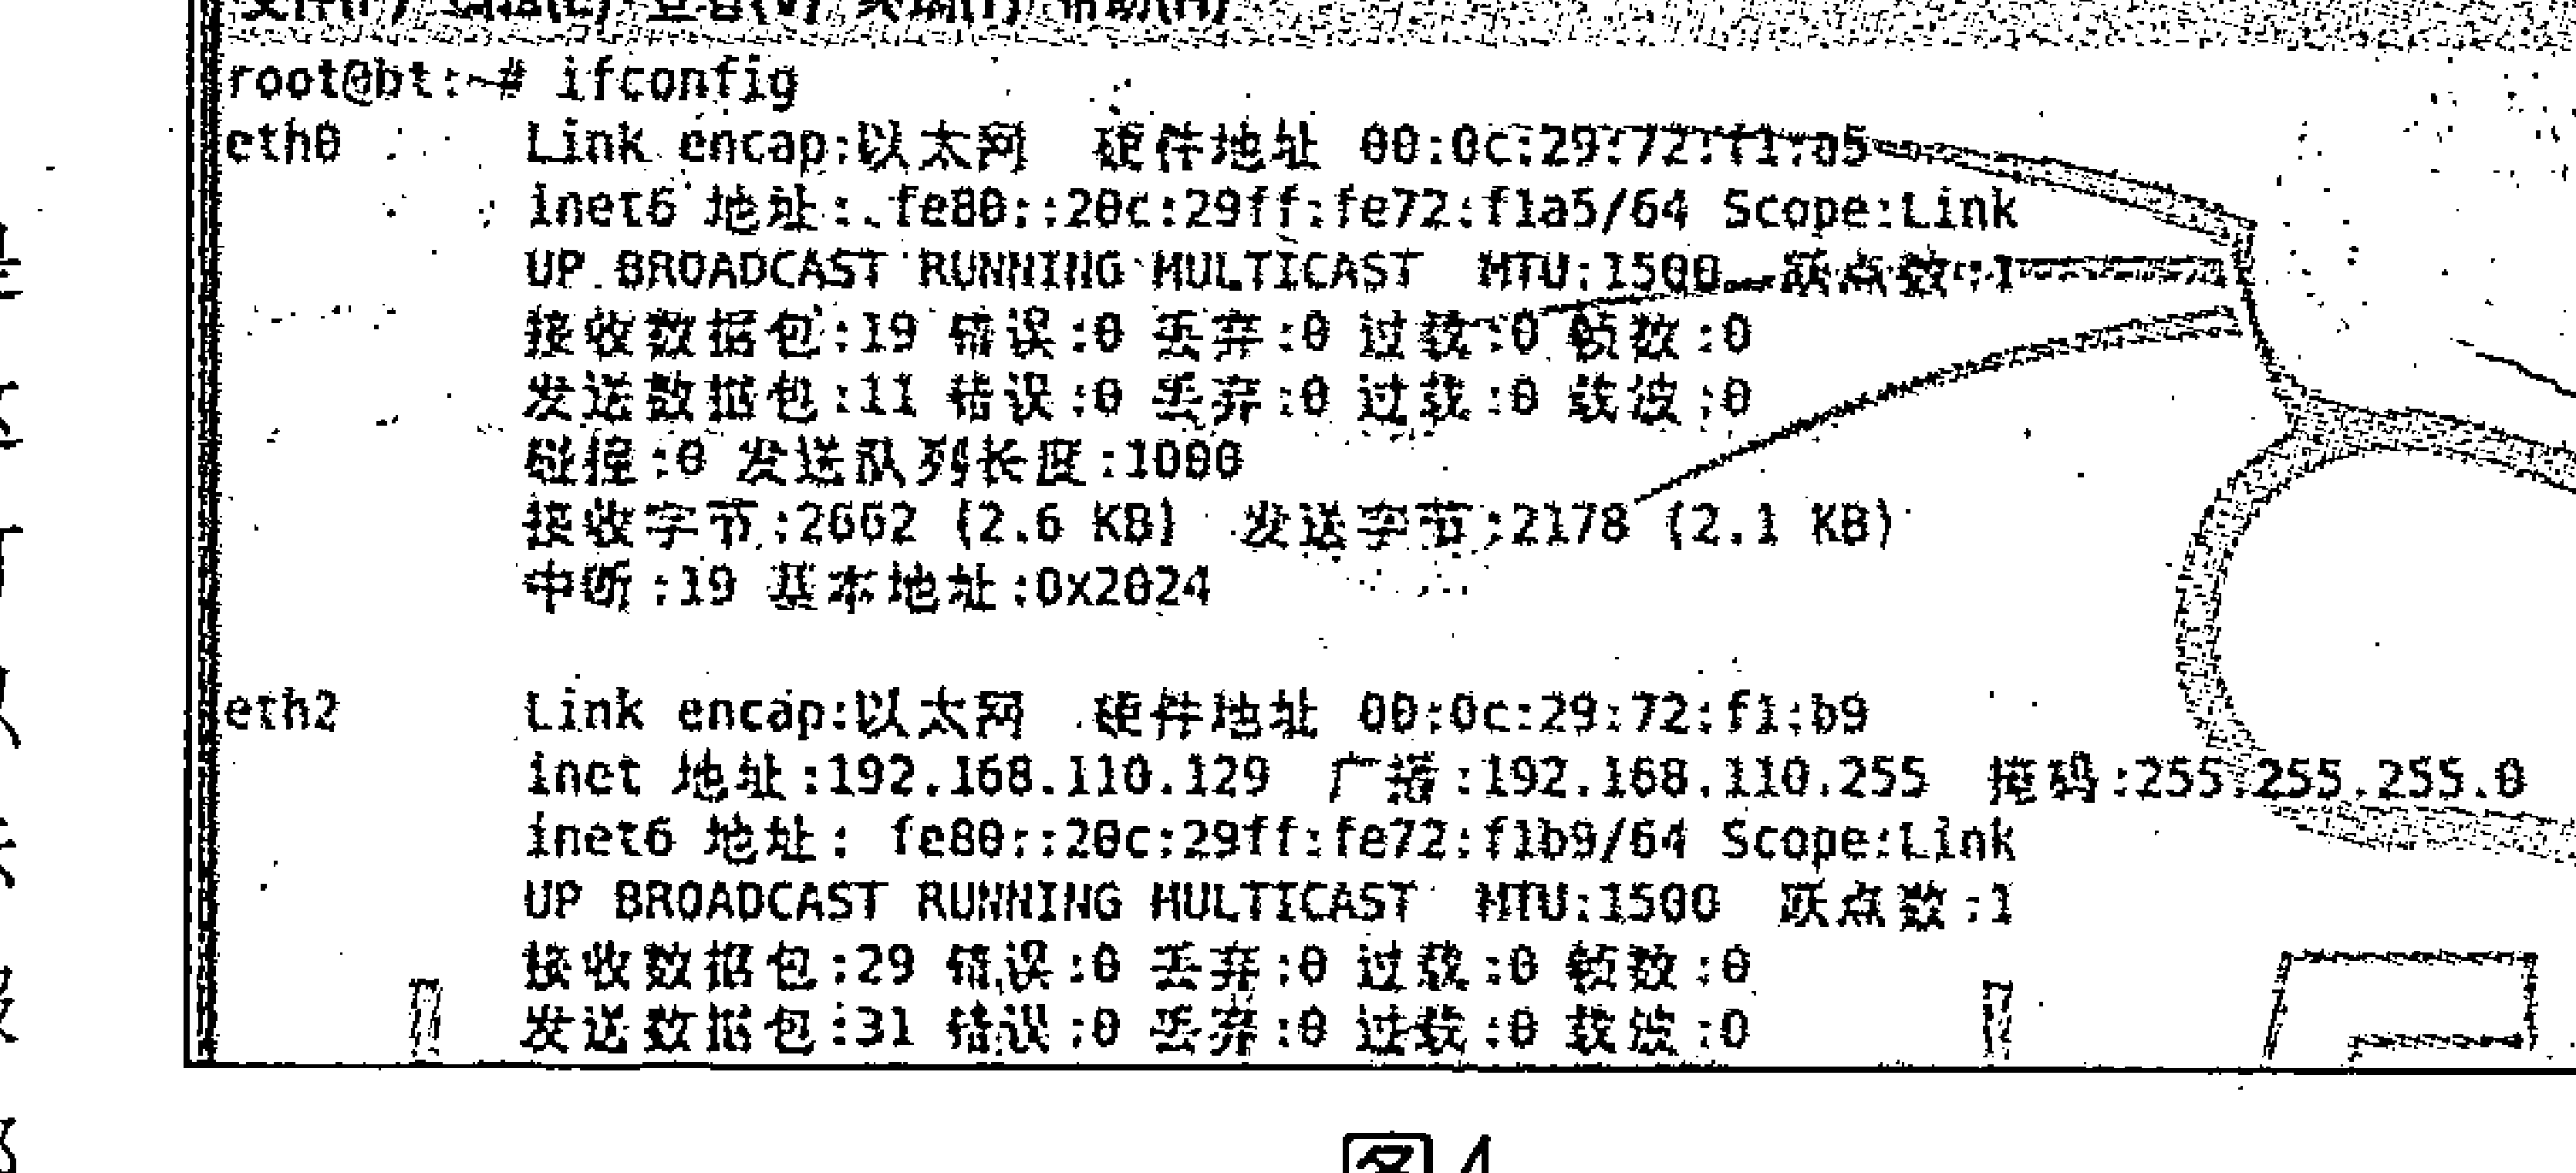 文件(F) 编辑(E) 查看(V) 终端(T) 帮助(H)
root@bt:~# ifconfig
eth0 Link encap:以太网 硬件地址 00:0c:29:72:f1:a5
inet6 地址: fe80::20c:29ff:fe72:f1a5/64 Scope:Link
UP BROADCAST RUNNING MULTICAST MTU:1500 跃点数:1
接收数据包:19 错误:0 丢弃:0 过载:0 帧数:0
发送数据包:11 错误:0 丢弃:0 过载:0 载波:0
碰撞:0 发送队列长度:1000
接收字节:2662 (2.6 KB) 发送字节:2178 (2.1 KB)
中断:19 基本地址:0x2024
eth2 Link encap:以太网 硬件地址 00:0c:29:72:f1:b9
inet 地址:192.168.110.129 广播:192.168.110.255 掩码:255.255.255.0
inet6 地址: fe80::20c:29ff:fe72:f1b9/64 Scope:Link
UP BROADCAST RUNNING MULTICAST MTU:1500 跃点数:1
接收数据包:29 错误:0 丢弃:0 过载:0 帧数:0
发送数据包:31 错误:0 丢弃:0 过载:0 载波:0
图4